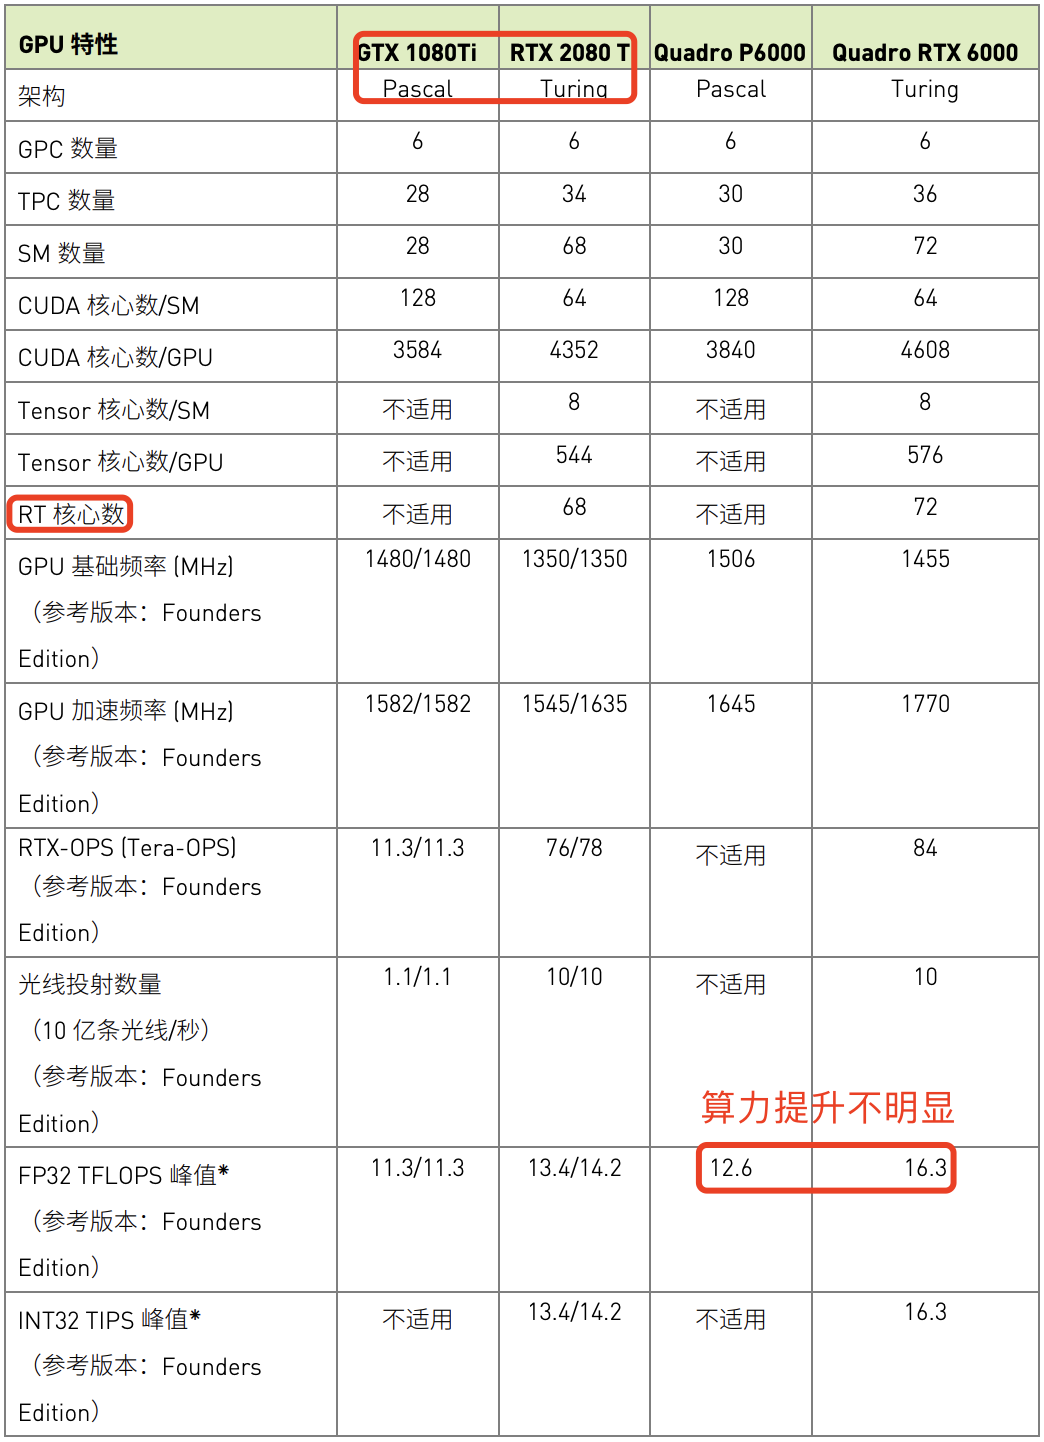 GPU 特性 GTX 1080Ti RTX 2080 T Quadro P6000 Quadro RTX 6000
架构 Pascal Turing Pascal Turing
GPC 数量 6 6 6 6
TPC 数量 28 34 30 36
SM 数量 28 68 30 72
CUDA 核心数/SM 128 64 128 64
CUDA 核心数/GPU 3584 4352 3840 4608
Tensor 核心数/SM 不适用 8 不适用 8
Tensor 核心数/GPU 不适用 544 不适用 576
RT 核心数 不适用 68 不适用 72
GPU 基础频率 (MHz) 1480/1480 1350/1350 1506 1455
（参考版本：Founders
Edition）
GPU 加速频率 (MHz) 1582/1582 1545/1635 1645 1770
（参考版本：Founders
Edition）
RTX-OPS (Tera-OPS) 11.3/11.3 76/78 不适用 84
（参考版本：Founders
Edition）
光线投射数量 1.1/1.1 10/10 不适用 10
（10 亿条光线/秒）
（参考版本：Founders
Edition）
算力提升不明显
FP32 TFLOPS 峰值* 11.3/11.3 13.4/14.2 12.6 16.3
（参考版本：Founders
Edition）
INT32 TIPS 峰值* 不适用 13.4/14.2 不适用 16.3
（参考版本：Founders
Edition）